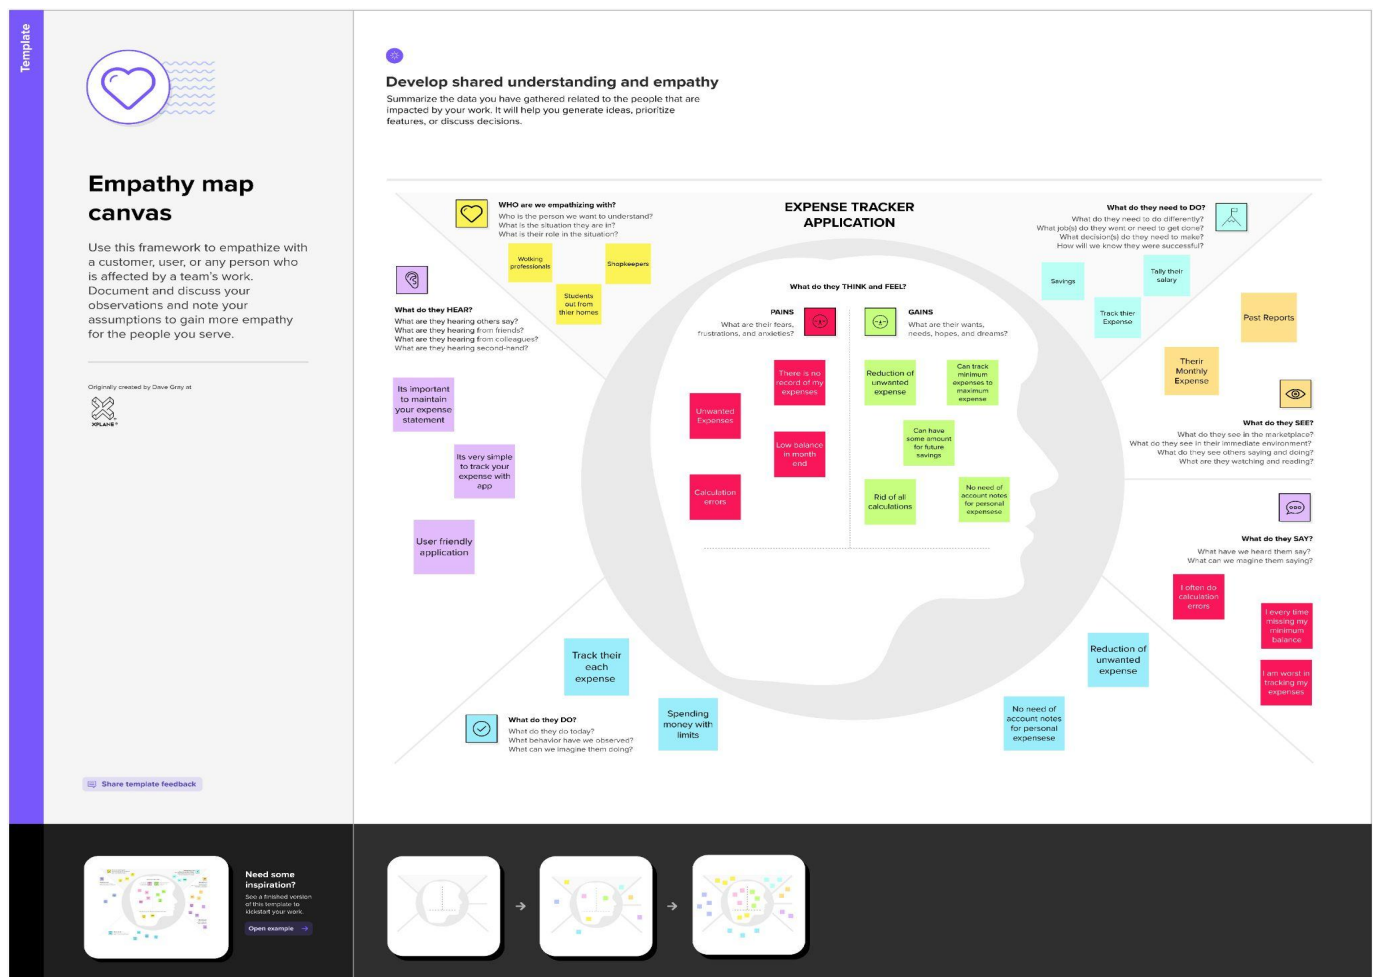 Template
Empathy map
canvas
Use this framework to empathize with
a customer, user, or any person who
is affected by a team's work.
Document and discuss your
observations and note your
assumptions to gain more empathy
for the people you serve.
Originally created by Dave Gray at
XPLANE
Share template feedback
Develop shared understanding and empathy
Summarize the data you have gathered related to the people that are
impacted by your work. It will help you generate ideas, prioritize
features, or discuss decisions.
WHO are we empathizing with?
Who is the person we want to understand?
What is the situation they are in?
What is their role in the situation?
Wolking
professionals
Shopkeepers
Students
out from
thier homes
EXPENSE TRACKER
APPLICATION
What do they need to DO?
What do they need to do differently?
What job(s) do they want or need to get done?
What decision(s) do they need to make?
How will we know they were successful?
Savings
Tally their
salary
Track thier
Expense
What do they HEAR?
What are they hearing others say?
What are they hearing from friends?
What are they hearing from colleagues?
What are they hearing second-hand?
Its important
to maintain
your expense
statement
Its very simple
to track your
expense with
app
User friendly
application
What do they THINK and FEEL?
PAINS
What are their fears,
frustrations, and anxieties?
There is no
record of my
expenses
Unwanted
Expenses
Low balance
in month
end
Calculation
errors
GAINS
What are their wants,
needs, hopes, and dreams?
Reduction of
unwanted
expense
Can track
minimum
expenses to
maximum
expense
Can have
some amount
for future
savings
Rid of all
calculations
No need of
account notes
for personal
expensese
Past Reports
Therir
Monthly
Expense
What do they SEE?
What do they see in the marketplace?
What do they see in their immediate environment?
What do they see others saying and doing?
What are they watching and reading?
What do they SAY?
What have we heard them say?
What can we magine them saying?
I often do
calculation
errors
I every time
missing my
minimum
balance
I am worst in
tracking my
expenses
Track their
each
expense
What do they DO?
What do they do today?
What behavior have we observed?
What can we imagine them doing?
Spending
money with
limits
Reduction of
unwanted
expense
No need of
account notes
for personal
expensese
Need some
inspiration?
See a finished version
of this template to
kickstart your work.
Open example